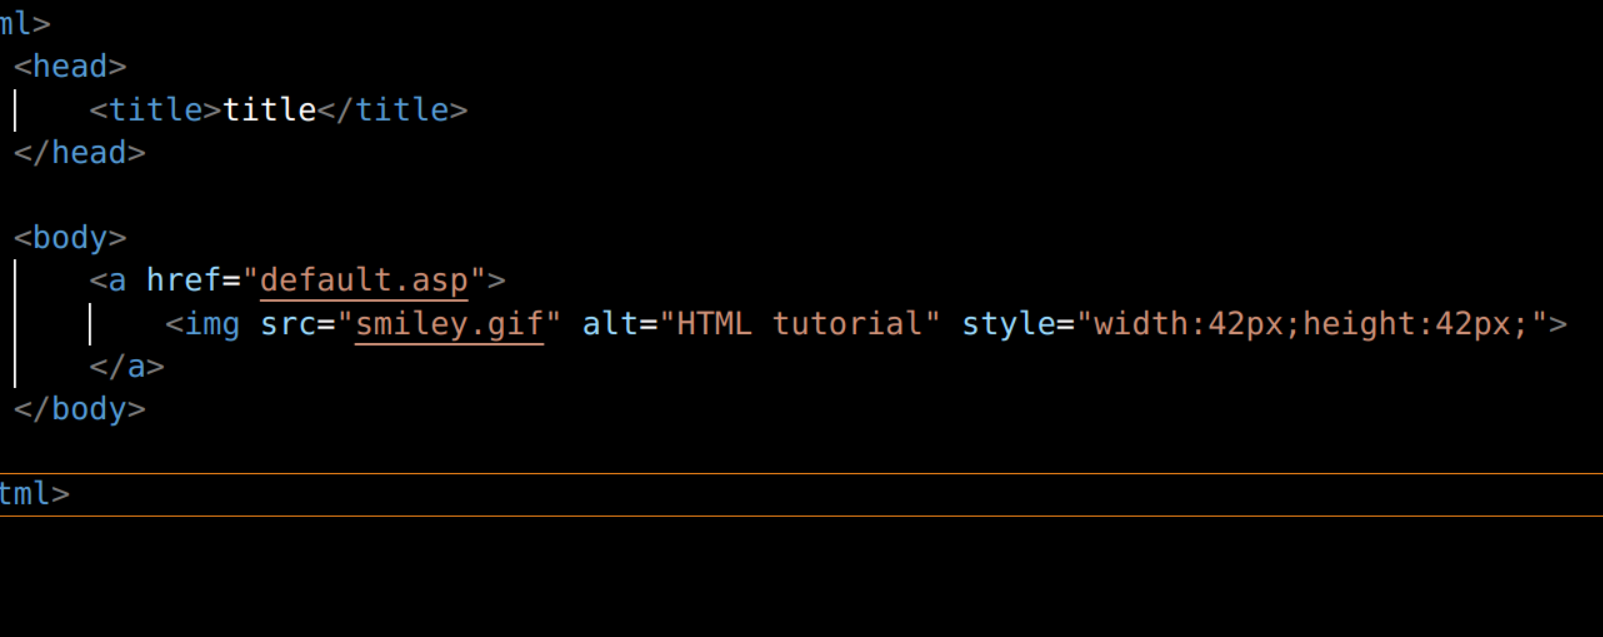 ml>
<head>
<title>title</title>
</head>
<body>
<a href="default.asp">
<img src="smiley.gif" alt="HTML tutorial" style="width:42px;height:42px;">
</a>
</body>
tml>